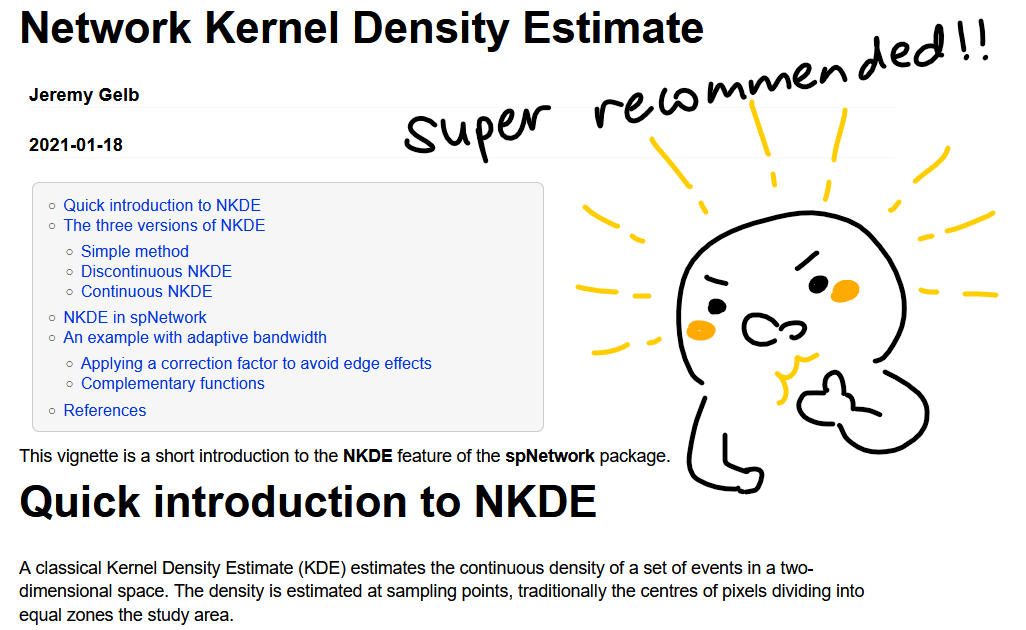 Network Kernel Density Estimate
Jeremy Gelb
super recommended!!
2021-01-18
Quick introduction to NKDE
The three versions of NKDE
Simple method
Discontinuous NKDE
Continuous NKDE
NKDE in spNetwork
An example with adaptive bandwidth
Applying a correction factor to avoid edge effects
Complementary functions
References
This vignette is a short introduction to the NKDE feature of the spNetwork package.
Quick introduction to NKDE
A classical Kernel Density Estimate (KDE) estimates the continuous density of a set of events in a two-
dimensional space. The density is estimated at sampling points, traditionally the centres of pixels dividing into
equal zones the study area.